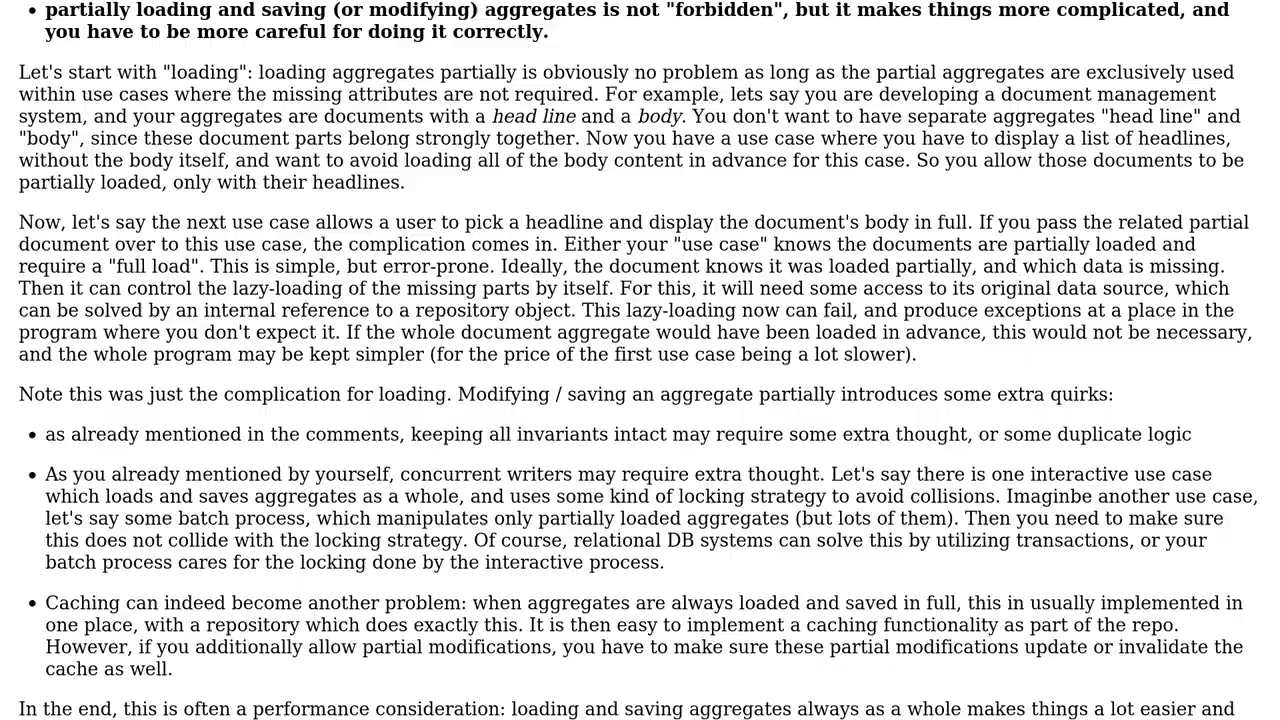 • partially loading and saving (or modifying) aggregates is not "forbidden", but it makes things more complicated, and
you have to be more careful for doing it correctly.
Let's start with "loading": loading aggregates partially is obviously no problem as long as the partial aggregates are exclusively used
within use cases where the missing attributes are not required. For example, lets say you are developing a document management
system, and your aggregates are documents with a head line and a body. You don't want to have separate aggregates "head line" and
"body", since these document parts belong strongly together. Now you have a use case where you have to display a list of headlines,
without the body itself, and want to avoid loading all of the body content in advance for this case. So you allow those documents to be
partially loaded, only with their headlines.
Now, let's say the next use case allows a user to pick a headline and display the document's body in full. If you pass the related partial
document over to this use case, the complication comes in. Either your "use case" knows the documents are partially loaded and
require a "full load". This is simple, but error-prone. Ideally, the document knows it was loaded partially, and which data is missing.
Then it can control the lazy-loading of the missing parts by itself. For this, it will need some access to its original data source, which
can be solved by an internal reference to a repository object. This lazy-loading now can fail, and produce exceptions at a place in the
program where you don't expect it. If the whole document aggregate would have been loaded in advance, this would not be necessary,
and the whole program may be kept simpler (for the price of the first use case being a lot slower).
Note this was just the complication for loading. Modifying / saving an aggregate partially introduces some extra quirks:
• as already mentioned in the comments, keeping all invariants intact may require some extra thought, or some duplicate logic
• As you already mentioned by yourself, concurrent writers may require extra thought. Let's say there is one interactive use case
which loads and saves aggregates as a whole, and uses some kind of locking strategy to avoid collisions. Imaginbe another use case,
let's say some batch process, which manipulates only partially loaded aggregates (but lots of them). Then you need to make sure
this does not collide with the locking strategy. Of course, relational DB systems can solve this by utilizing transactions, or your
batch process cares for the locking done by the interactive process.
• Caching can indeed become another problem: when aggregates are always loaded and saved in full, this in usually implemented in
one place, with a repository which does exactly this. It is then easy to implement a caching functionality as part of the repo.
However, if you additionally allow partial modifications, you have to make sure these partial modifications update or invalidate the
cache as well.
In the end, this is often a performance consideration: loading and saving aggregates always as a whole makes things a lot easier and